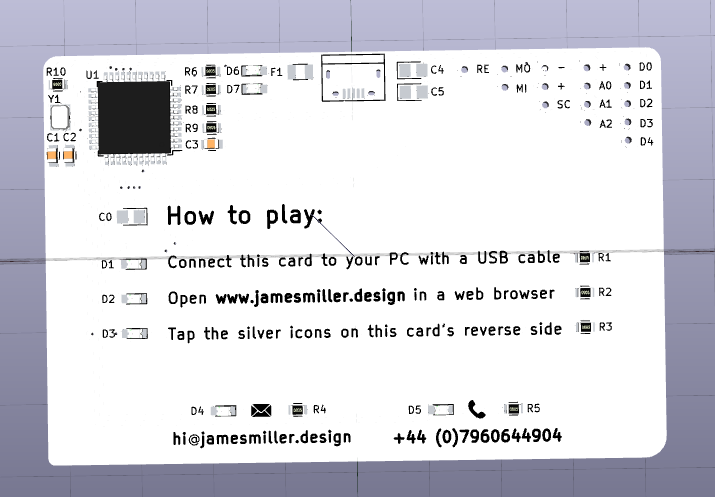 R10
U1
R6 D6 F1 C4 RE MO - + D0
R7 D7 C5 MI + A0 D1
Y1 R8 SC A1 D2
C1 C2 R9 A2 D3
C3 D4
C0 How to play:
D1 Connect this card to your PC with a USB cable R1
D2 Open www.jamesmiller.design in a web browser R2
D3 Tap the silver icons on this card's reverse side R3
D4 R4 D5 R5
hi@jamesmiller.design +44 (0)7960644904